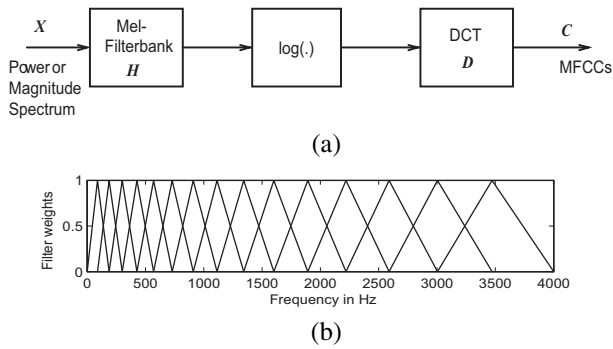 X
Power or
Magnitude
Spectrum
Mel-
Filterbank
H
log(.)
DCT
D
C
MFCCs
(a)
Filter weights
1
0.5
0
0 500 1000 1500 2000 2500 3000 3500 4000
Frequency in Hz
(b)